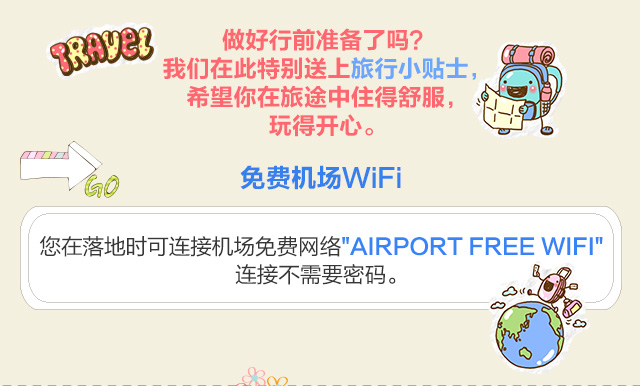 TRAVEL
做好行前准备了吗?
我们在此特别送上旅行小贴士，
希望你在旅途中住得舒服，
玩得开心。
GO
免费机场WiFi
您在落地时可连接机场免费网络"AIRPORT FREE WIFI"
连接不需要密码。